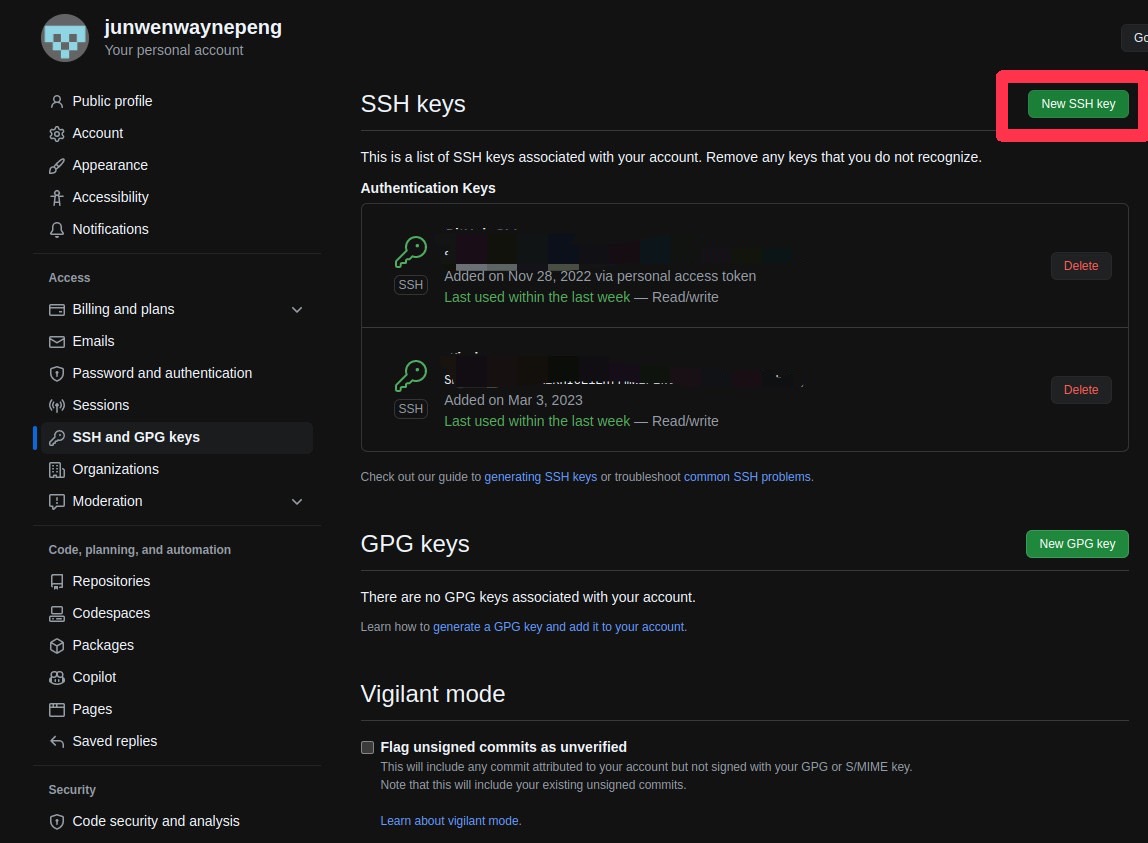 junwenwaynepeng
Your personal account
Go
Public profile
Account
Appearance
Accessibility
Notifications
Access
Billing and plans
Emails
Password and authentication
Sessions
SSH and GPG keys
Organizations
Moderation
Code, planning, and automation
Repositories
Codespaces
Packages
Copilot
Pages
Saved replies
Security
Code security and analysis
SSH keys
New SSH key
This is a list of SSH keys associated with your account. Remove any keys that you do not recognize.
Authentication Keys
SSH
Added on Nov 28, 2022 via personal access token
Last used within the last week — Read/write
Delete
SSH
Added on Mar 3, 2023
Last used within the last week — Read/write
Delete
Check out our guide to generating SSH keys or troubleshoot common SSH problems.
GPG keys
New GPG key
There are no GPG keys associated with your account.
Learn how to generate a GPG key and add it to your account.
Vigilant mode
Flag unsigned commits as unverified
This will include any commit attributed to your account but not signed with your GPG or S/MIME key.
Note that this will include your existing unsigned commits.
Learn about vigilant mode.